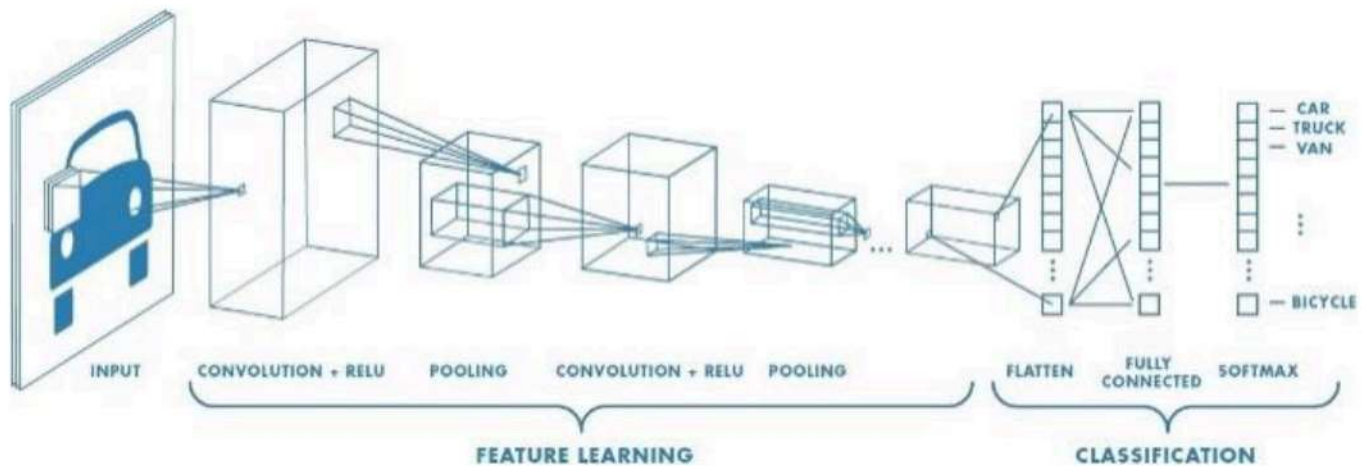 CAR
TRUCK
VAN
BICYCLE
INPUT
CONVOLUTION + RELU
POOLING
CONVOLUTION + RELU
POOLING
FLATTEN
FULLY
CONNECTED
SOFTMAX
FEATURE LEARNING
CLASSIFICATION